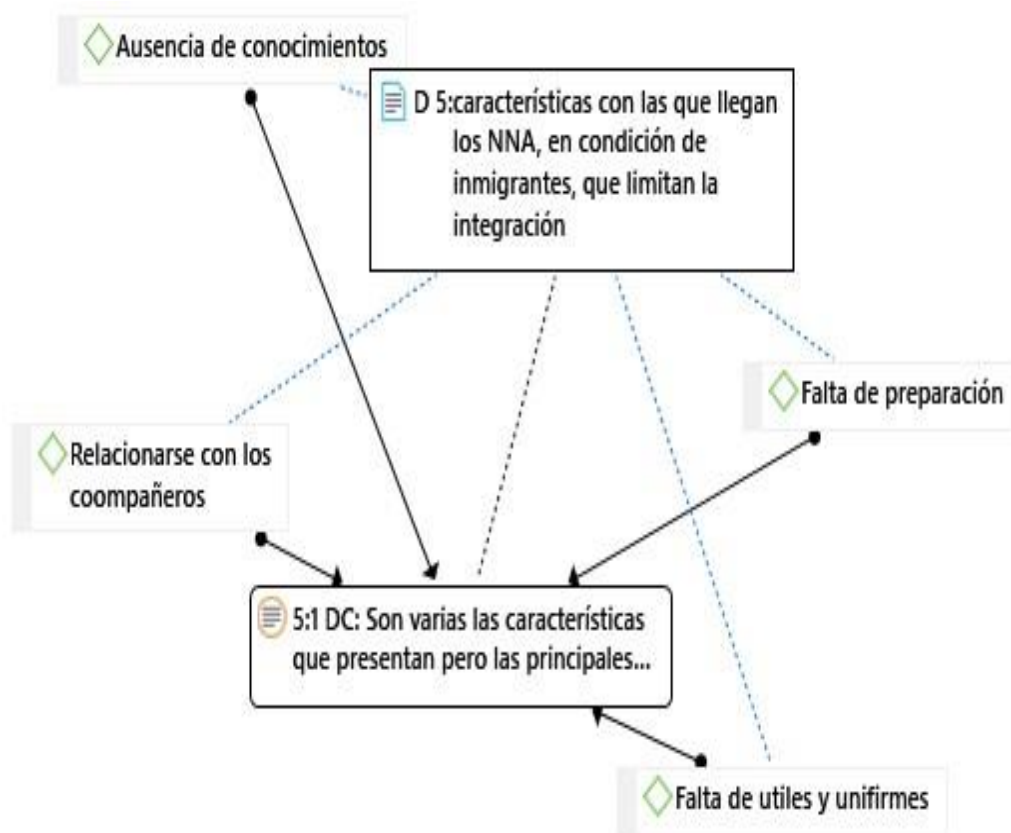 Ausencia de conocimientos
D 5:características con las que llegan
los NNA, en condición de
inmigrantes, que limitan la
integración
Falta de preparación
Relacionarse con los
coompañeros
5:1 DC: Son varias las características
que presentan pero las principales...
Falta de utiles y unifirmes